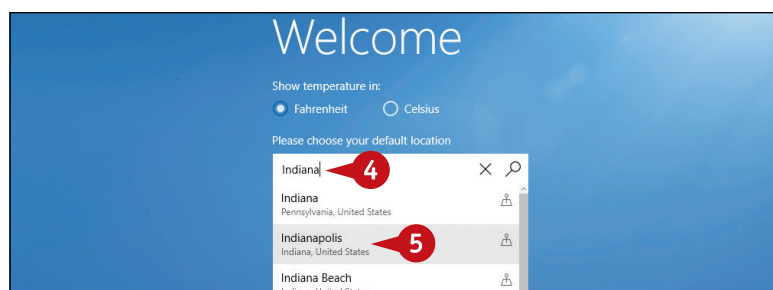 Welcome
Show temperature in:
Fahrenheit Celsius
Please choose your default location
Indiana 4
Indiana
Pennsylvania, United States
Indianapolis
Indiana, United States 5
Indiana Beach